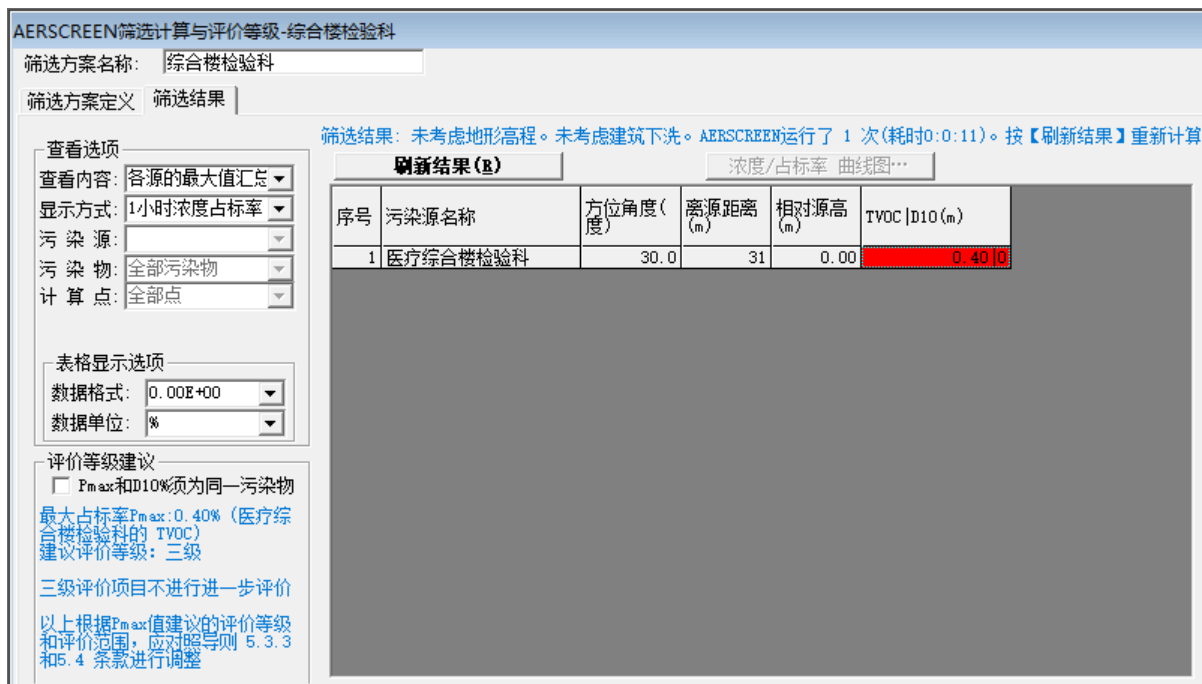 AERSCREEN筛选计算与评价等级-综合楼检验科
筛选方案名称: 综合楼检验科
筛选方案定义 筛选结果
筛选结果: 未考虑地形高程。未考虑建筑下洗。AERSCREEN运行了 1 次(耗时0:0:11)。按【刷新结果】重新计算
查看选项
查看内容: 各源的最大值汇总
显示方式: 1小时浓度占标率
污 染 源:
污 染 物: 全部污染物
计 算 点: 全部点
表格显示选项
数据格式: 0.00E+00
数据单位: %
评价等级建议
Pmax和D10%须为同一污染物
最大占标率Pmax:0.40% (医疗综
合楼检验科的 TVOC)
建议评价等级: 三级
三级评价项目不进行进一步评价
以上根据Pmax值建议的评价等级
和评价范围，应对照导则 5.3.3
和5.4 条款进行调整
刷新结果(R) 浓度/占标率 曲线图…
序号 污染源名称 方位角度(度) 离源距离(m) 相对源高(m) TVOC|D10(m)
1 医疗综合楼检验科 30.0 31 0.00 0.40|0